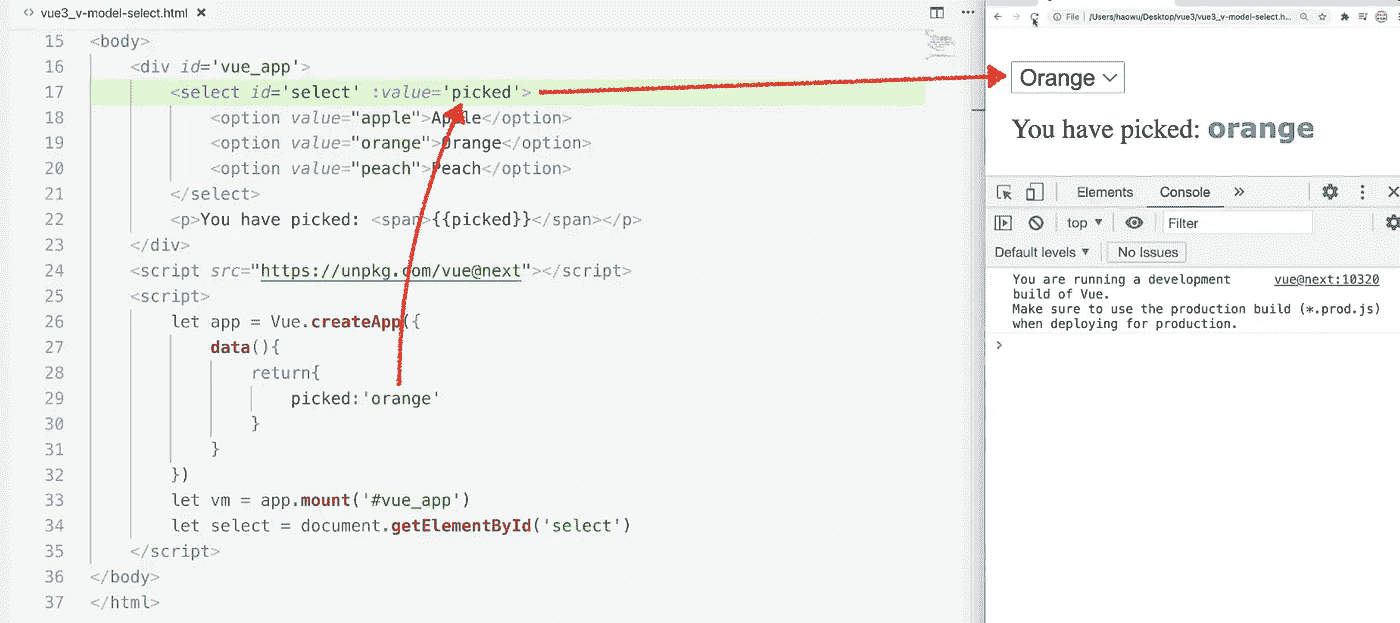 vue3_v-model-select.html
15 <body>
16 <div id='vue_app'>
17 <select id='select' :value='picked'>
18 <option value="apple">Apple</option>
19 <option value="orange">Orange</option>
20 <option value="peach">Peach</option>
21 </select>
22 <p>You have picked: <span>{{picked}}</span></p>
23 </div>
24 <script src="https://unpkg.com/vue@next"></script>
25 <script>
26 let app = Vue.createApp({
27 data(){
28 return{
29 picked:'orange'
30 }
31 }
32 })
33 let vm = app.mount('#vue_app')
34 let select = document.getElementById('select')
35 </script>
36 </body>
37 </html>
File /Users/haowu/Desktop/vue3/vue3_v-model-select.h...
Orange
You have picked: orange
Elements Console
top Filter
Default levels No Issues
You are running a development vue@next:10320
build of Vue.
Make sure to use the production build (*.prod.js)
when deploying for production.